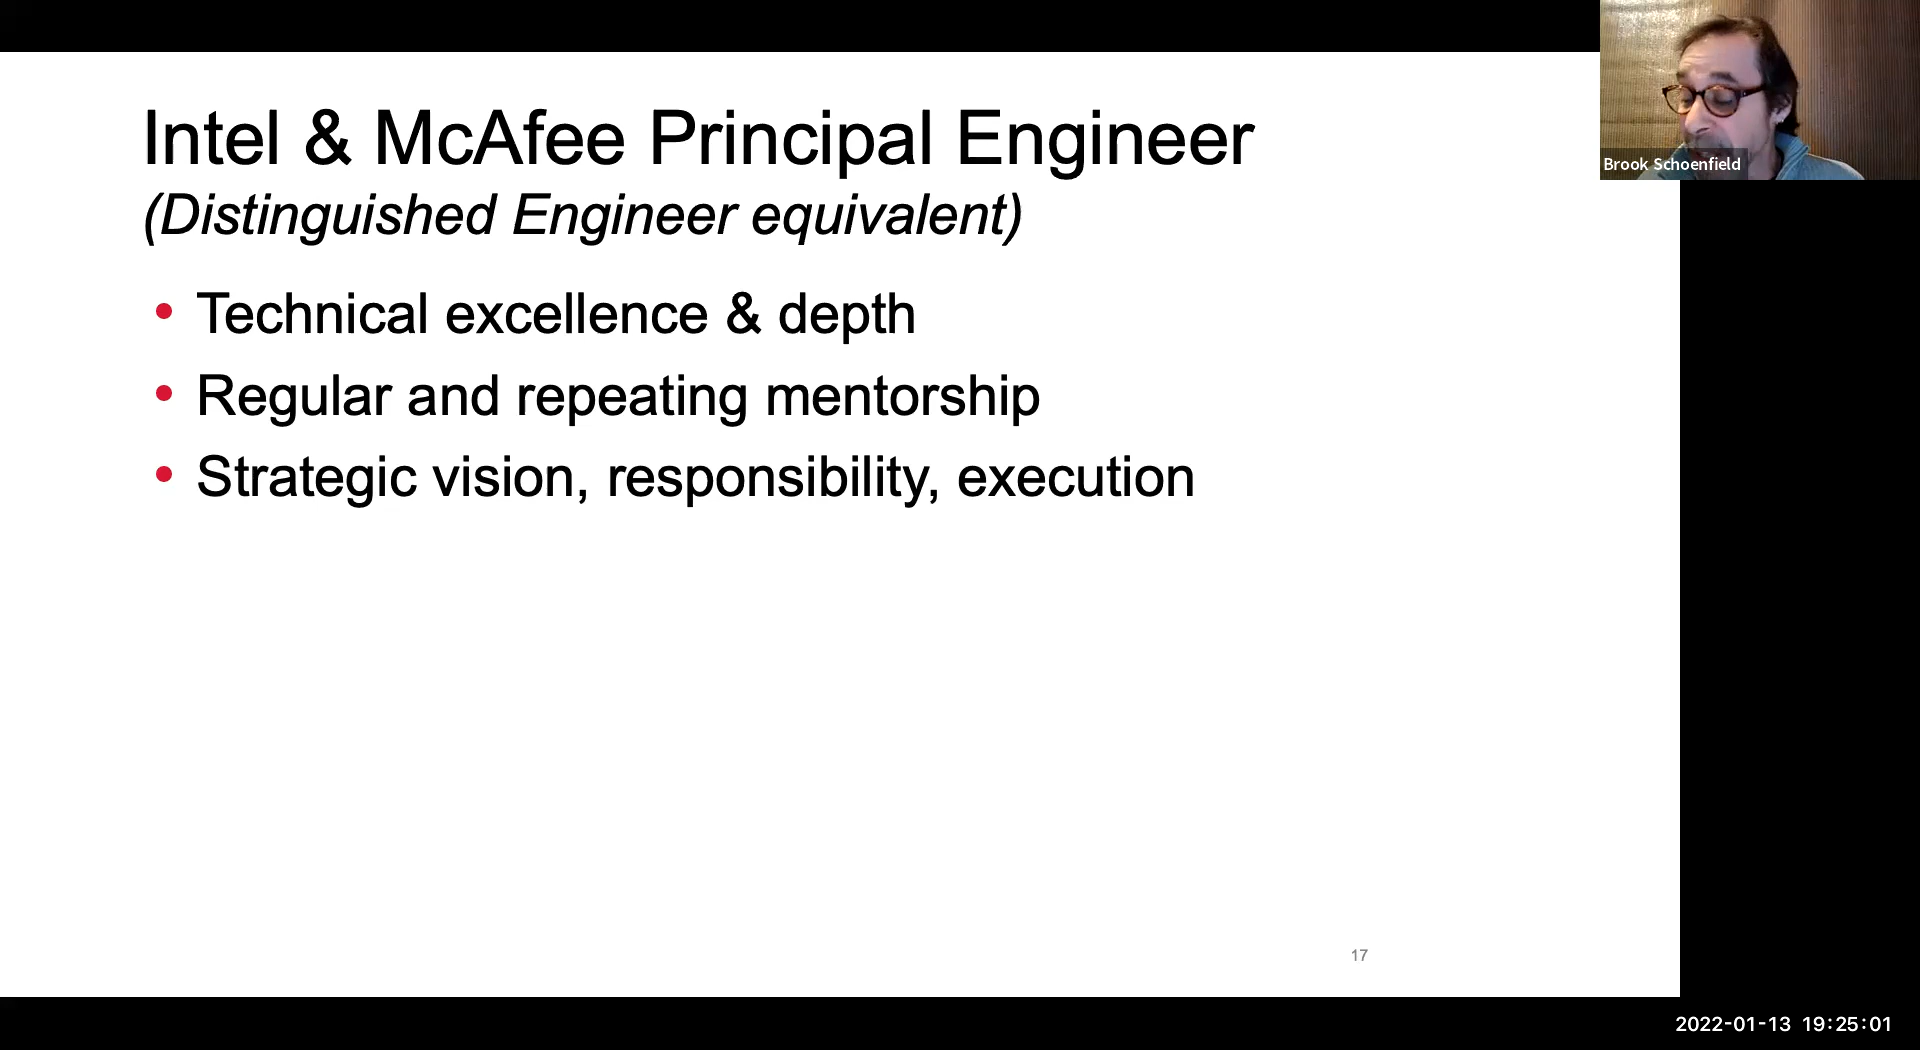 Intel & McAfee Principal Engineer
(Distinguished Engineer equivalent)
• Technical excellence & depth
• Regular and repeating mentorship
• Strategic vision, responsibility, execution
17
Brook Schoenfield
2022-01-13 19:25:01